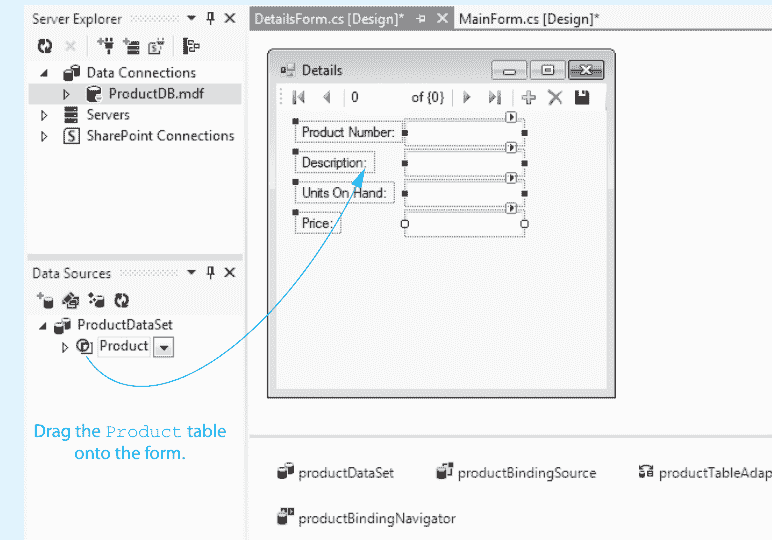 Server Explorer
DetailsForm.cs [Design]*
MainForm.cs [Design]*
Data Connections
ProductDB.mdf
Servers
SharePoint Connections
Details
0 of {0}
Product Number:
Description:
Units On Hand:
Price:
Data Sources
ProductDataSet
Product
Drag the Product table
onto the form.
productDataSet
productBindingSource
productTableAdap
productBindingNavigator